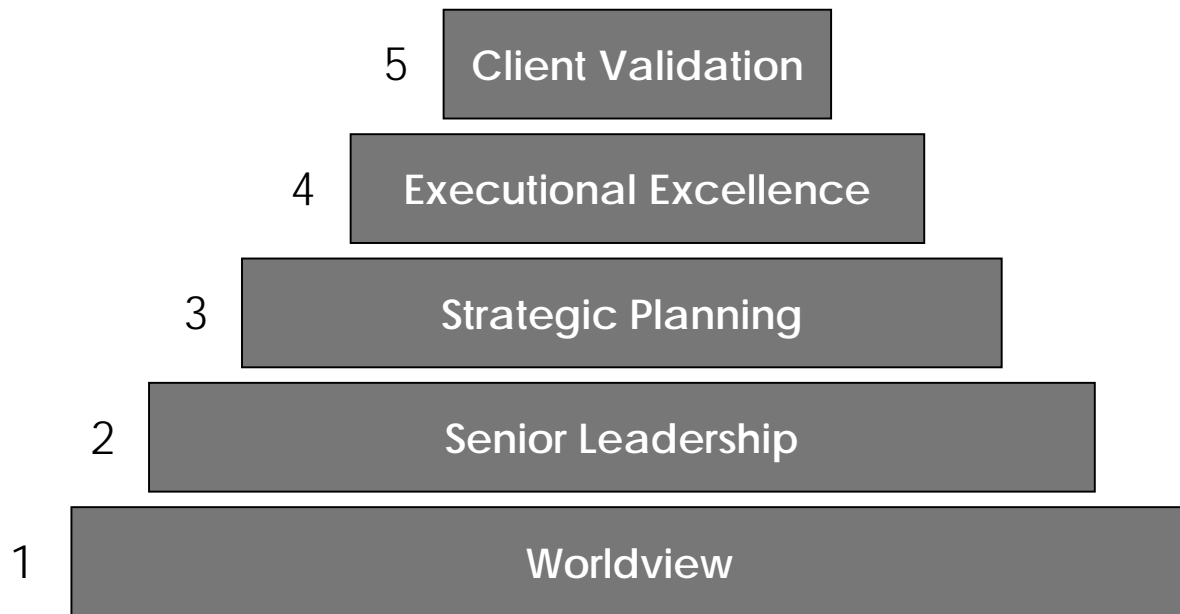 5 Client Validation
4 Executional Excellence
3 Strategic Planning
2 Senior Leadership
1 Worldview